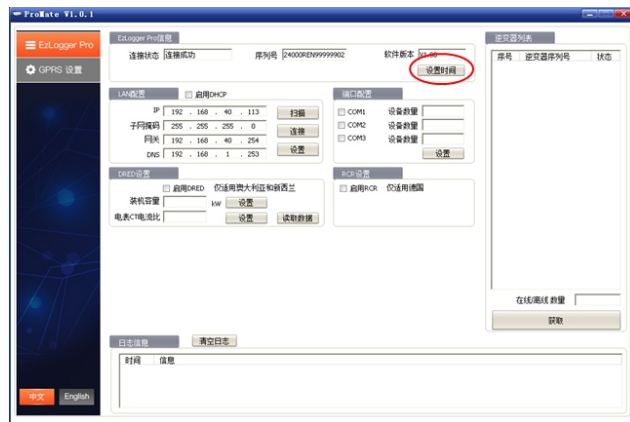 ProMate V1.0.1
EzLogger Pro
GPRS 设置
中文 English
EzLogger Pro信息
连接状态 连接成功 序列号 24000REN99999902 软件版本 V1.00
设置时间
LAN配置 启用DHCP
IP 192 . 168 . 40 . 113 扫描
子网掩码 255 . 255 . 255 . 0 连接
网关 192 . 168 . 40 . 254
DNS 192 . 168 . 1 . 253 设置
端口配置
COM1 设备数量
COM2 设备数量
COM3 设备数量
设置
DRED设置
启用DRED 仅适用澳大利亚和新西兰
装机容量 kW 设置
电表CT电流比 设置 读取数据
RCR设置
启用RCR 仅适用德国
日志信息 清空日志
时间 信息
逆变器列表
序号 逆变器序列号 状态
在线/离线 数量
获取